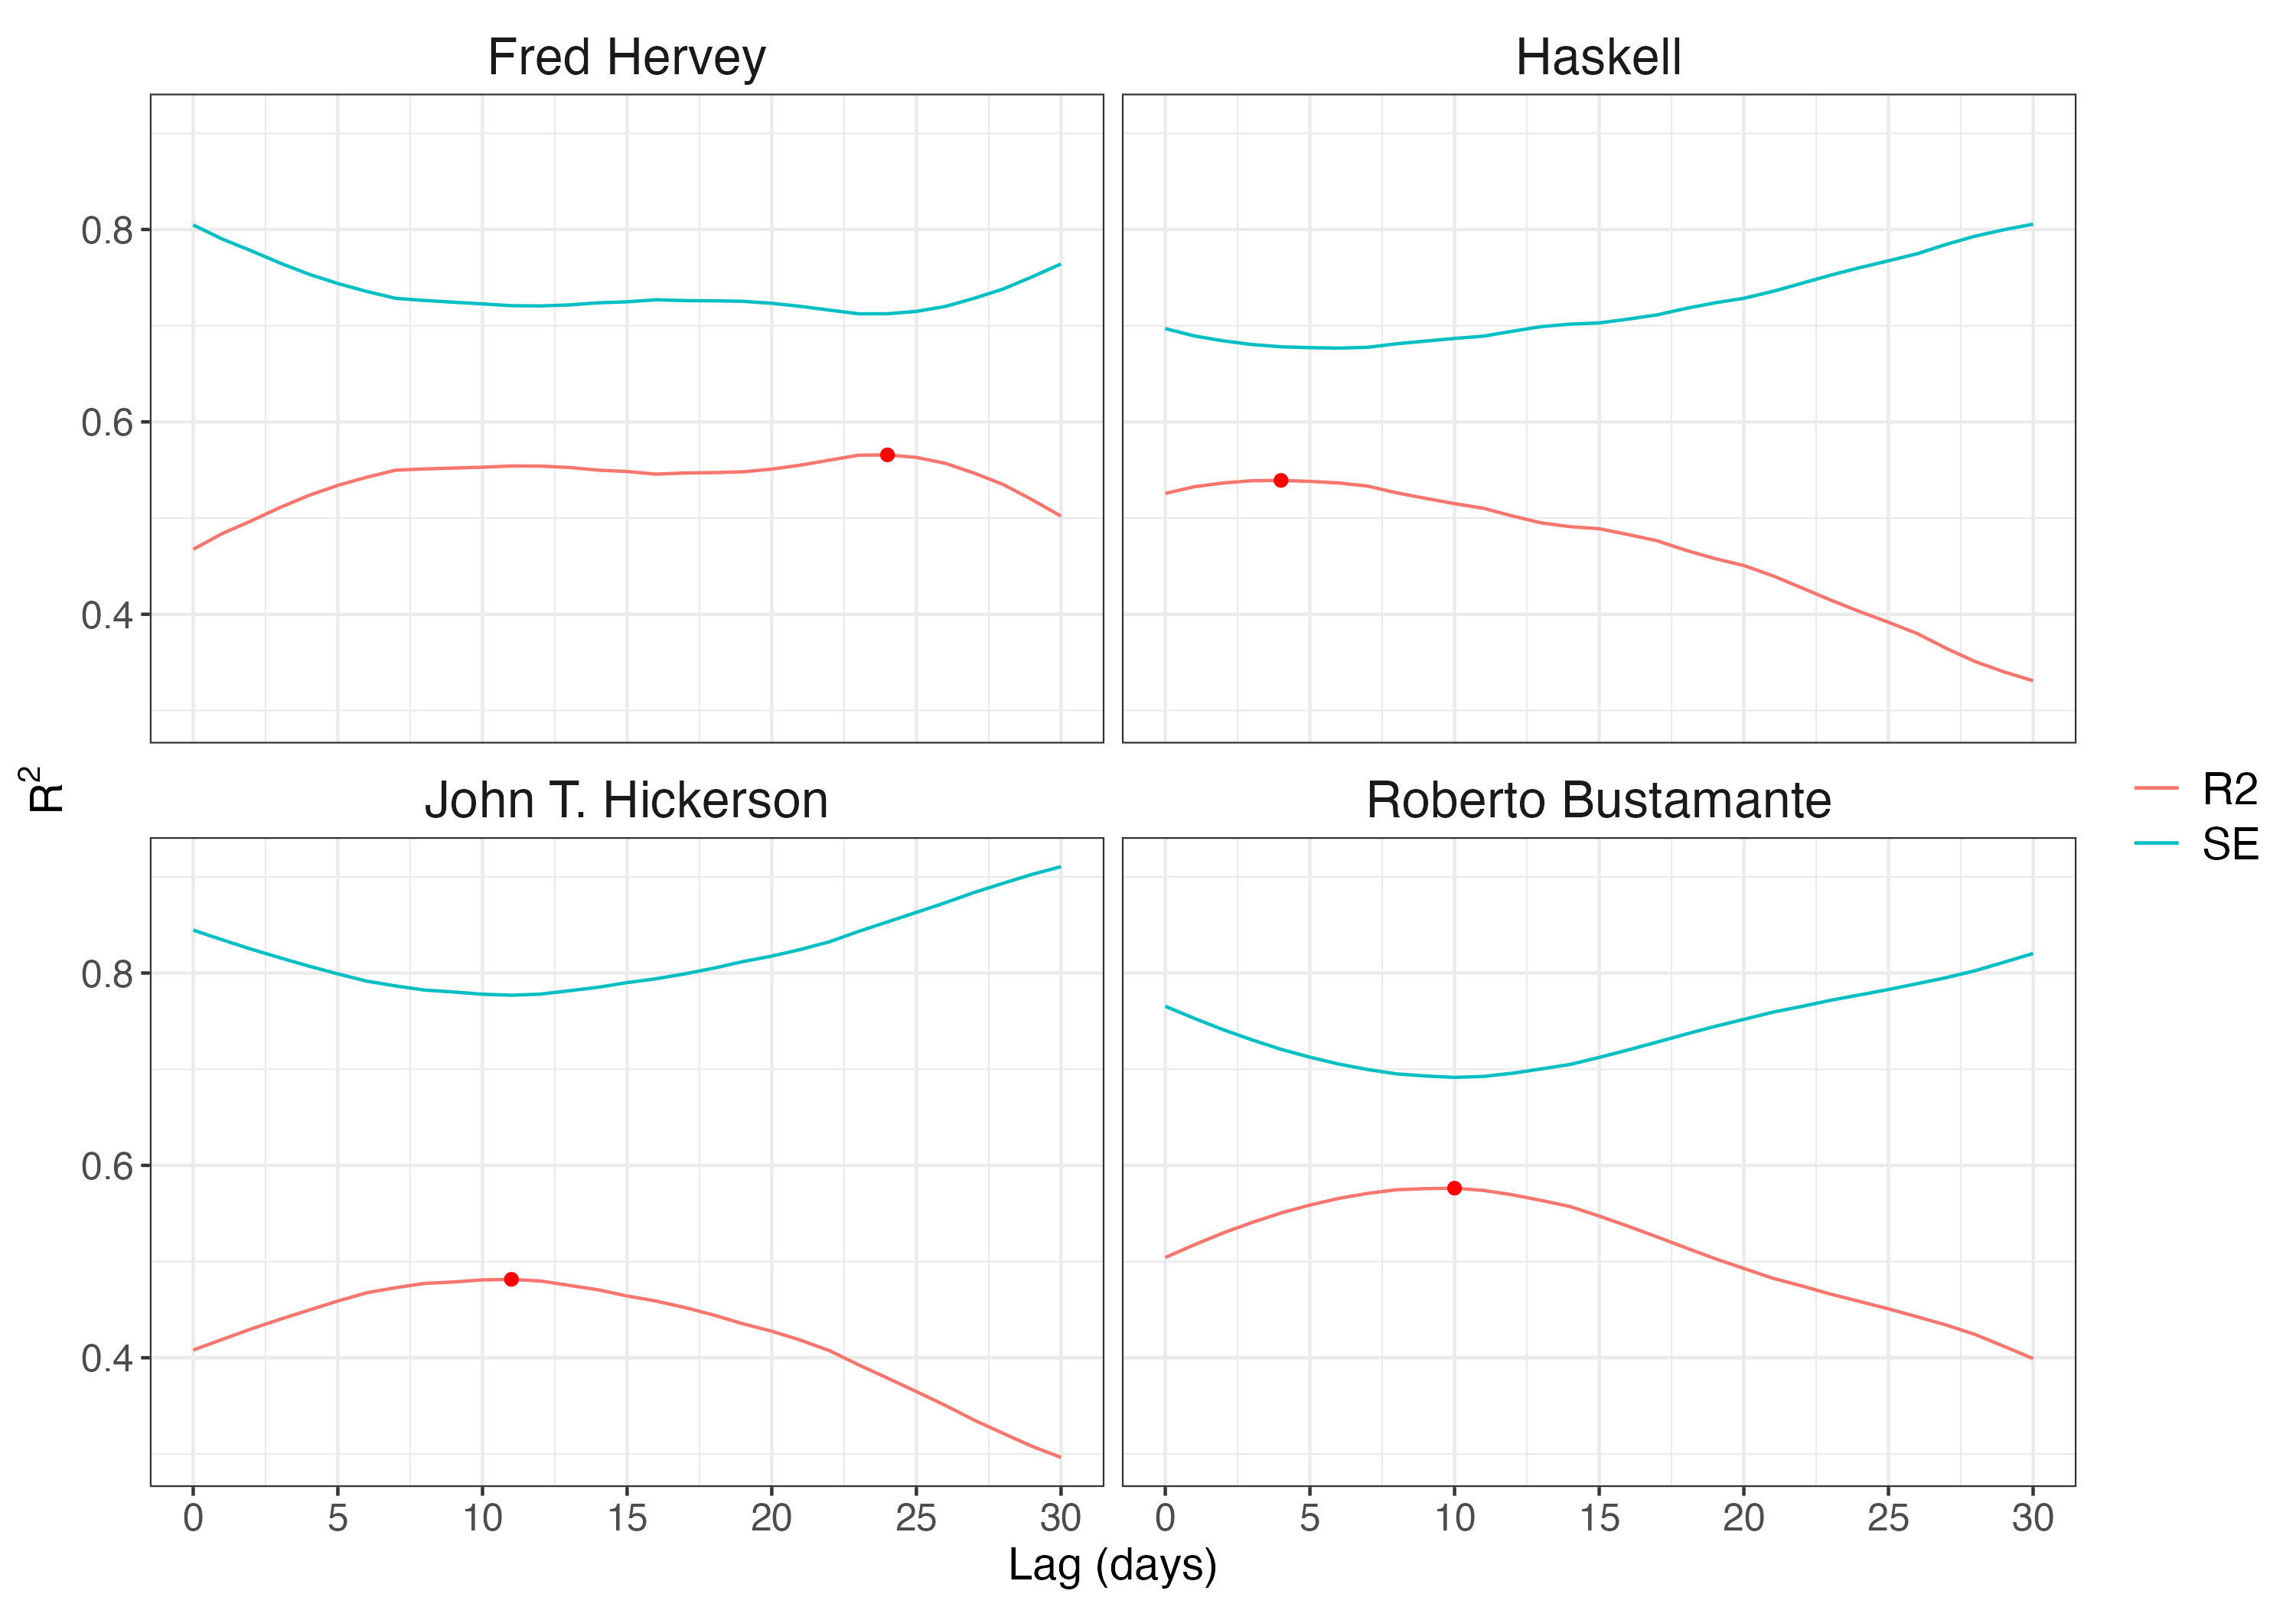 Fred Hervey
Haskell
0.8
0.6
0.4
John T. Hickerson
Roberto Bustamante
0.8
0.6
0.4
R²
0 5 10 15 20 25 30
0 5 10 15 20 25 30
Lag (days)
R2
SE